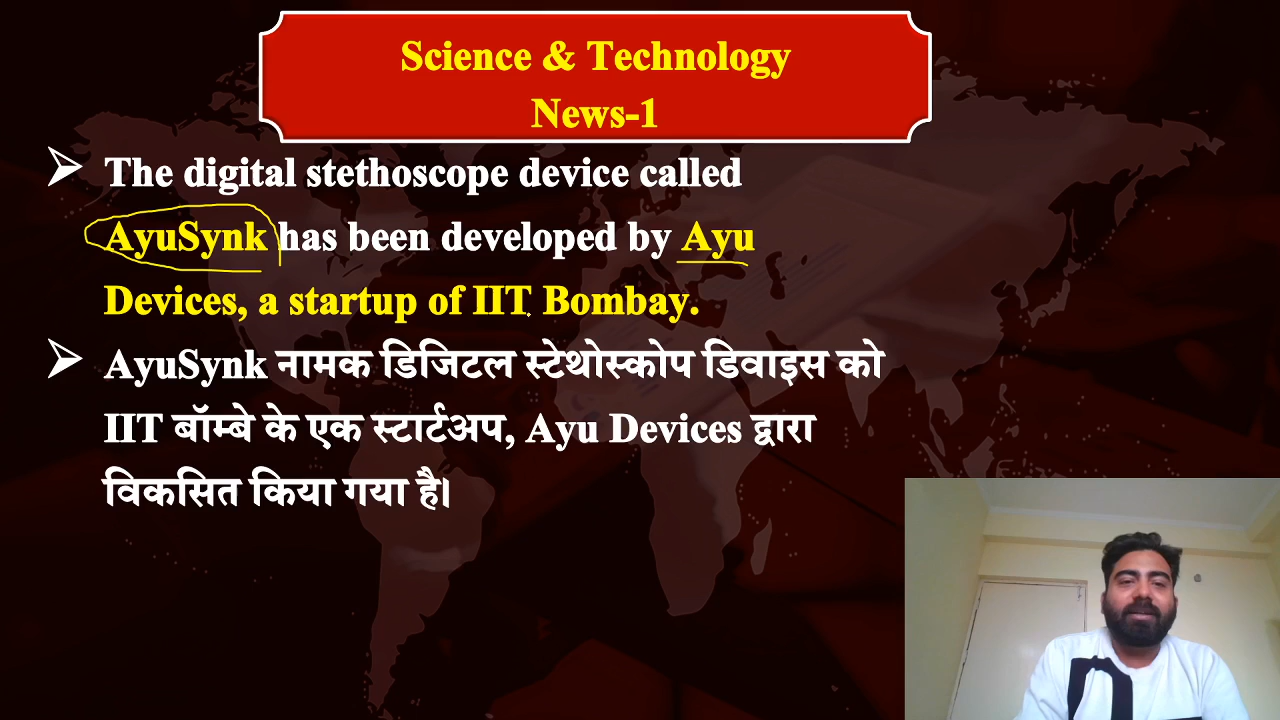 Science & Technology
News-1
The digital stethoscope device called
AyuSynk has been developed by Ayu
Devices, a startup of IIT Bombay.
AyuSynk नामक डिजिटल स्टेथोस्कोप डिवाइस को
IIT बॉम्बे के एक स्टार्टअप, Ayu Devices द्वारा
विकसित किया गया है।